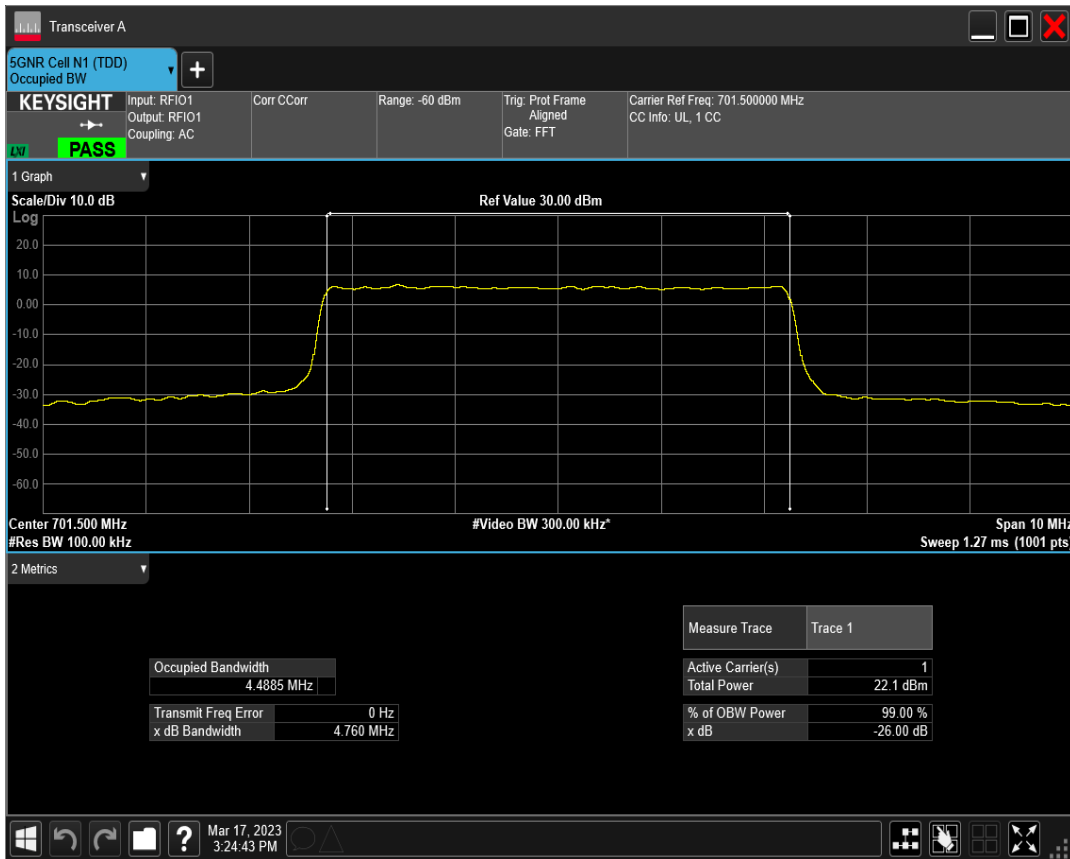 Transceiver A
5GNR Cell N1 (TDD)
Occupied BW
+
KEYSIGHT
LXI
PASS
Input: RFIO1
Output: RFIO1
Coupling: AC
Corr CCorr
Range: -60 dBm
Trig: Prot Frame
Aligned
Gate: FFT
Carrier Ref Freq: 701.500000 MHz
CC Info: UL, 1 CC
1 Graph
Scale/Div 10.0 dB
Ref Value 30.00 dBm
Log
20.0
10.0
0.00
-10.0
-20.0
-30.0
-40.0
-50.0
-60.0
Center 701.500 MHz
#Video BW 300.00 kHz*
Span 10 MHz
#Res BW 100.00 kHz
Sweep 1.27 ms (1001 pts)
2 Metrics
Measure Trace Trace 1
Occupied Bandwidth
4.4885 MHz
Active Carrier(s) 1
Total Power 22.1 dBm
Transmit Freq Error 0 Hz
x dB Bandwidth 4.760 MHz
% of OBW Power 99.00 %
x dB -26.00 dB
?
Mar 17, 2023
3:24:43 PM